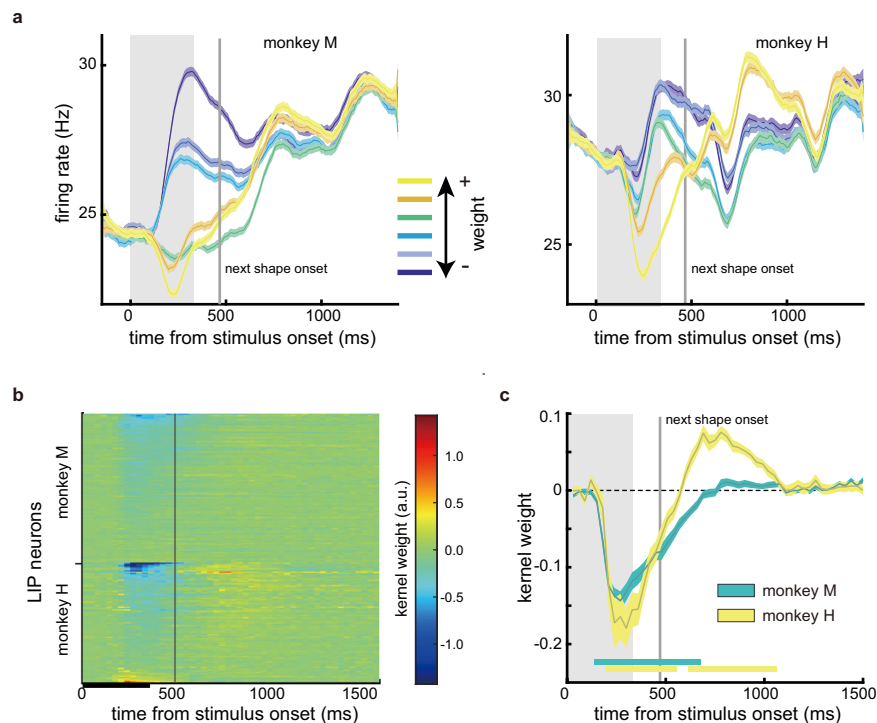 a
monkey M
monkey H
30
25
firing rate (Hz)
0
500
1000
time from stimulus onset (ms)
next shape onset
+
-
weight
30
25
0
500
1000
time from stimulus onset (ms)
next shape onset
b
LIP neurons
monkey M
monkey H
0
500
1000
1500
time from stimulus onset (ms)
1.0
0.5
0.0
-0.5
-1.0
kernel weight (a.u.)
c
next shape onset
0.1
0
-0.1
-0.2
kernel weight
monkey M
monkey H
0
500
1000
1500
time from stimulus onset (ms)